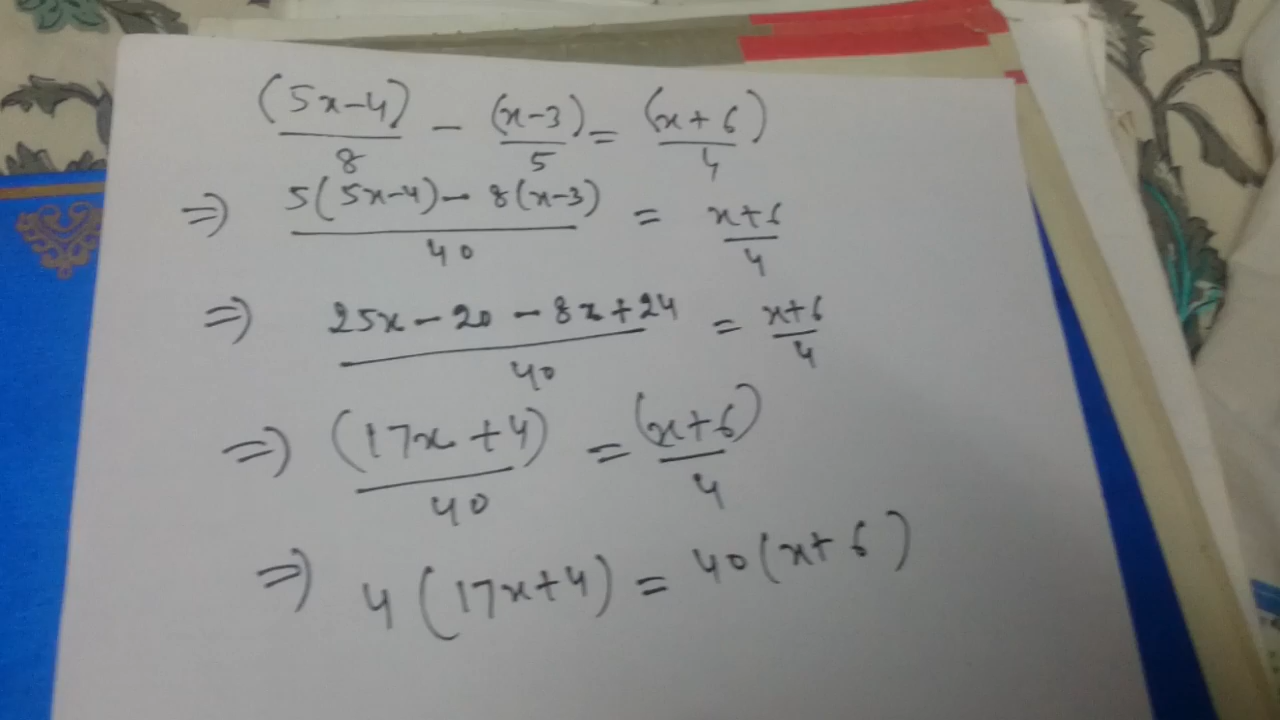 (5x-4)/8 - (x-3)/5 = (x+6)/4
⇒ (5(5x-4)-8(x-3))/40 = (x+6)/4
⇒ (25x-20-8x+24)/40 = (x+6)/4
⇒ (17x+4)/40 = (x+6)/4
⇒ 4(17x+4) = 40(x+6)